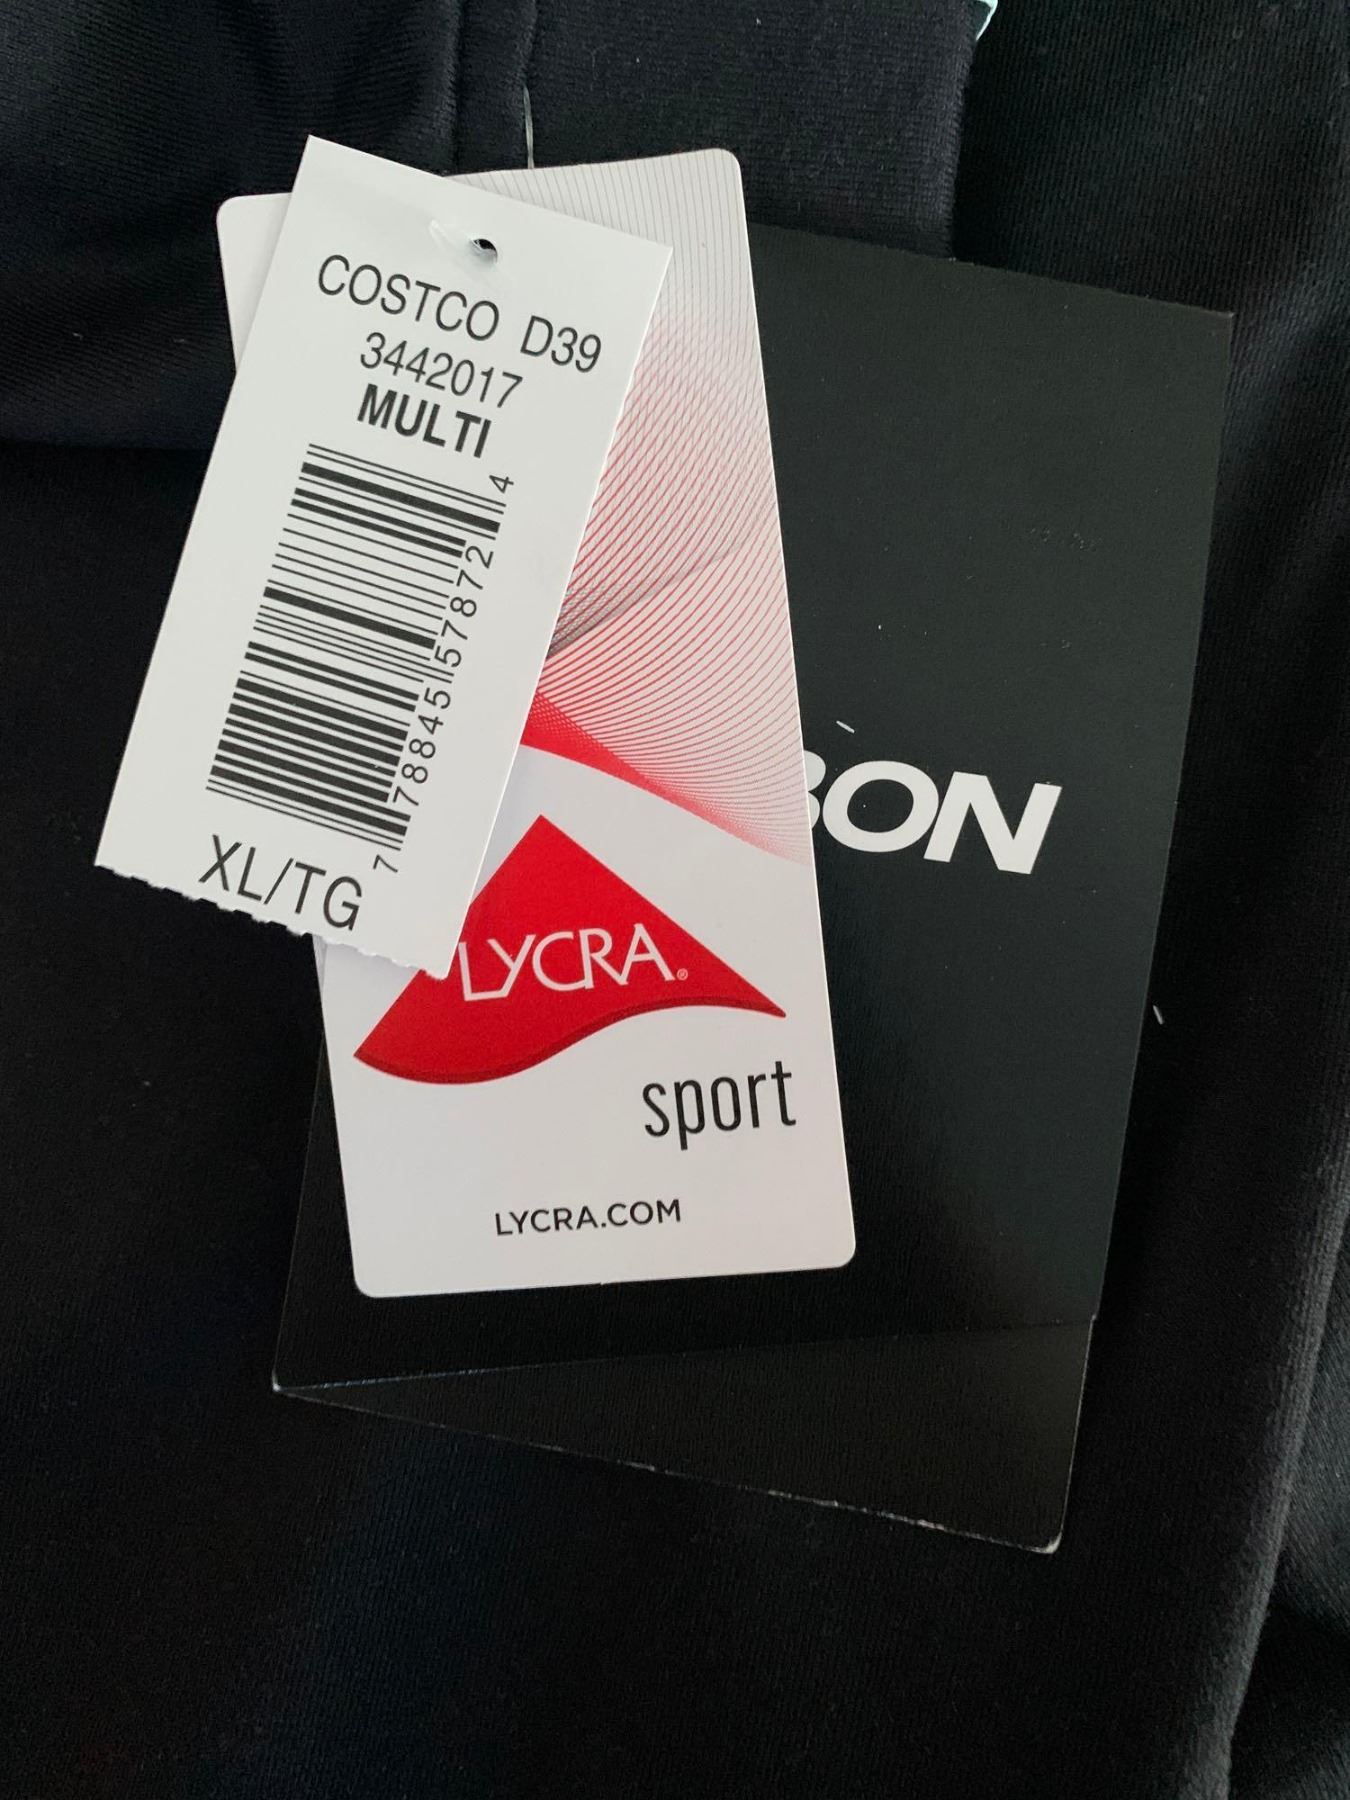 COSTCO D39
3442017
MULTI
7 78845 57872 4
XL/TG
LYCRA®
sport
LYCRA.COM
BON